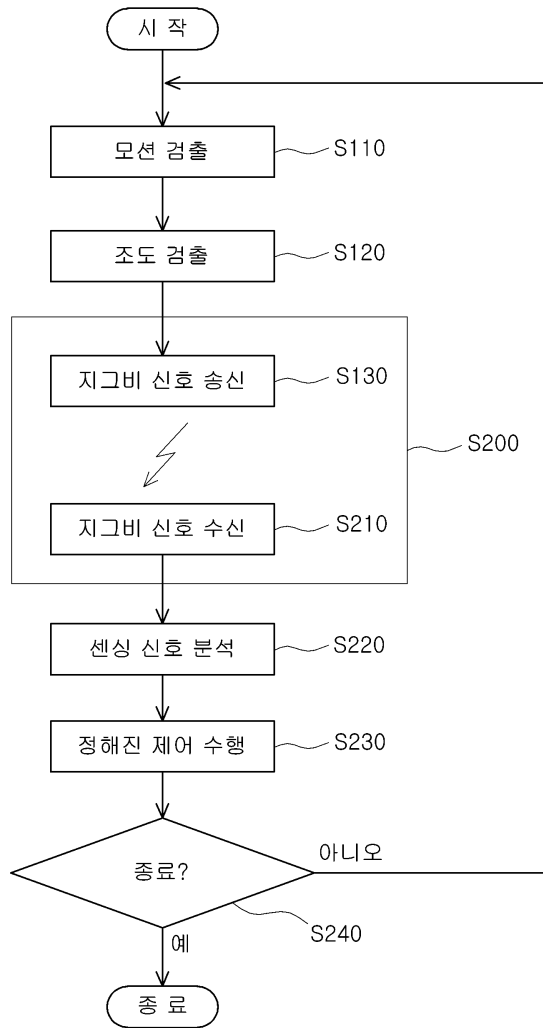 시 작
모션 검출
S110
조도 검출
S120
지그비 신호 송신
S130
S200
지그비 신호 수신
S210
센싱 신호 분석
S220
정해진 제어 수행
S230
종료?
아니오
S240
예
종 료